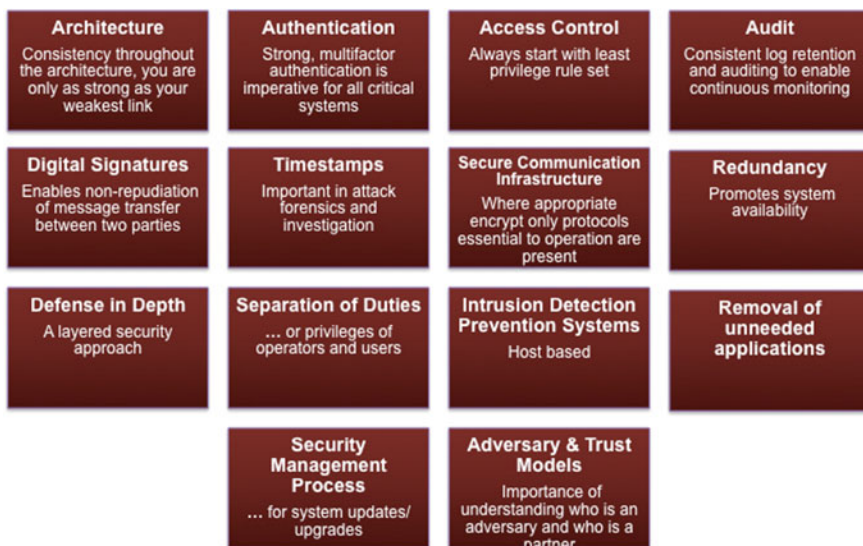 Architecture
Consistency throughout
the architecture, you are
only as strong as your
weakest link
Authentication
Strong, multifactor
authentication is
imperative for all critical
systems
Access Control
Always start with least
privilege rule set
Audit
Consistent log retention
and auditing to enable
continuous monitoring
Digital Signatures
Enables non-repudiation
of message transfer
between two parties
Timestamps
Important in attack
forensics and
investigation
Secure Communication
Infrastructure
Where appropriate
encrypt only protocols
essential to operation are
present
Redundancy
Promotes system
availability
Defense in Depth
A layered security
approach
Separation of Duties
... or privileges of
operators and users
Intrusion Detection
Prevention Systems
Host based
Removal of
unneeded
applications
Security
Management
Process
... for system updates/
upgrades
Adversary & Trust
Models
Importance of
understanding who is an
adversary and who is a
partner